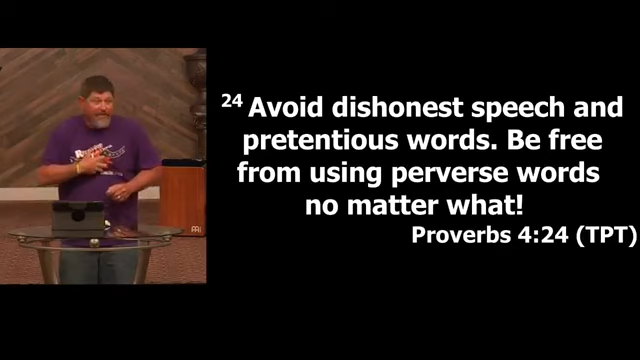 24 Avoid dishonest speech and
pretentious words. Be free
from using perverse words
no matter what!
Proverbs 4:24 (TPT)